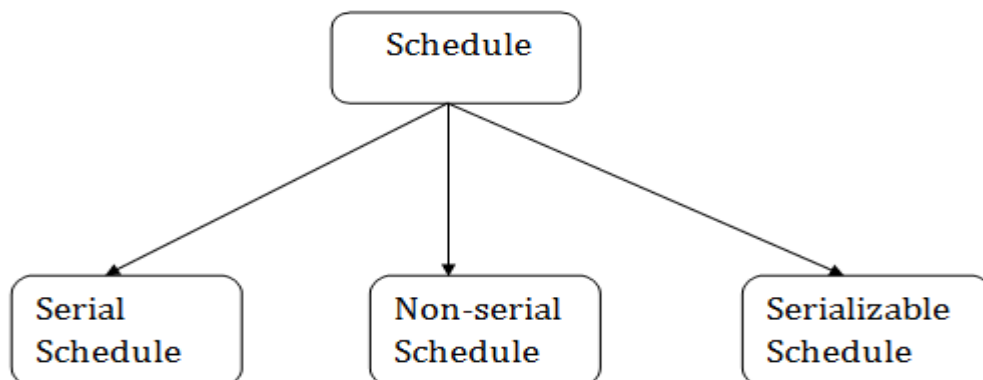 Schedule
Serial
Schedule
Non-serial
Schedule
Serializable
Schedule